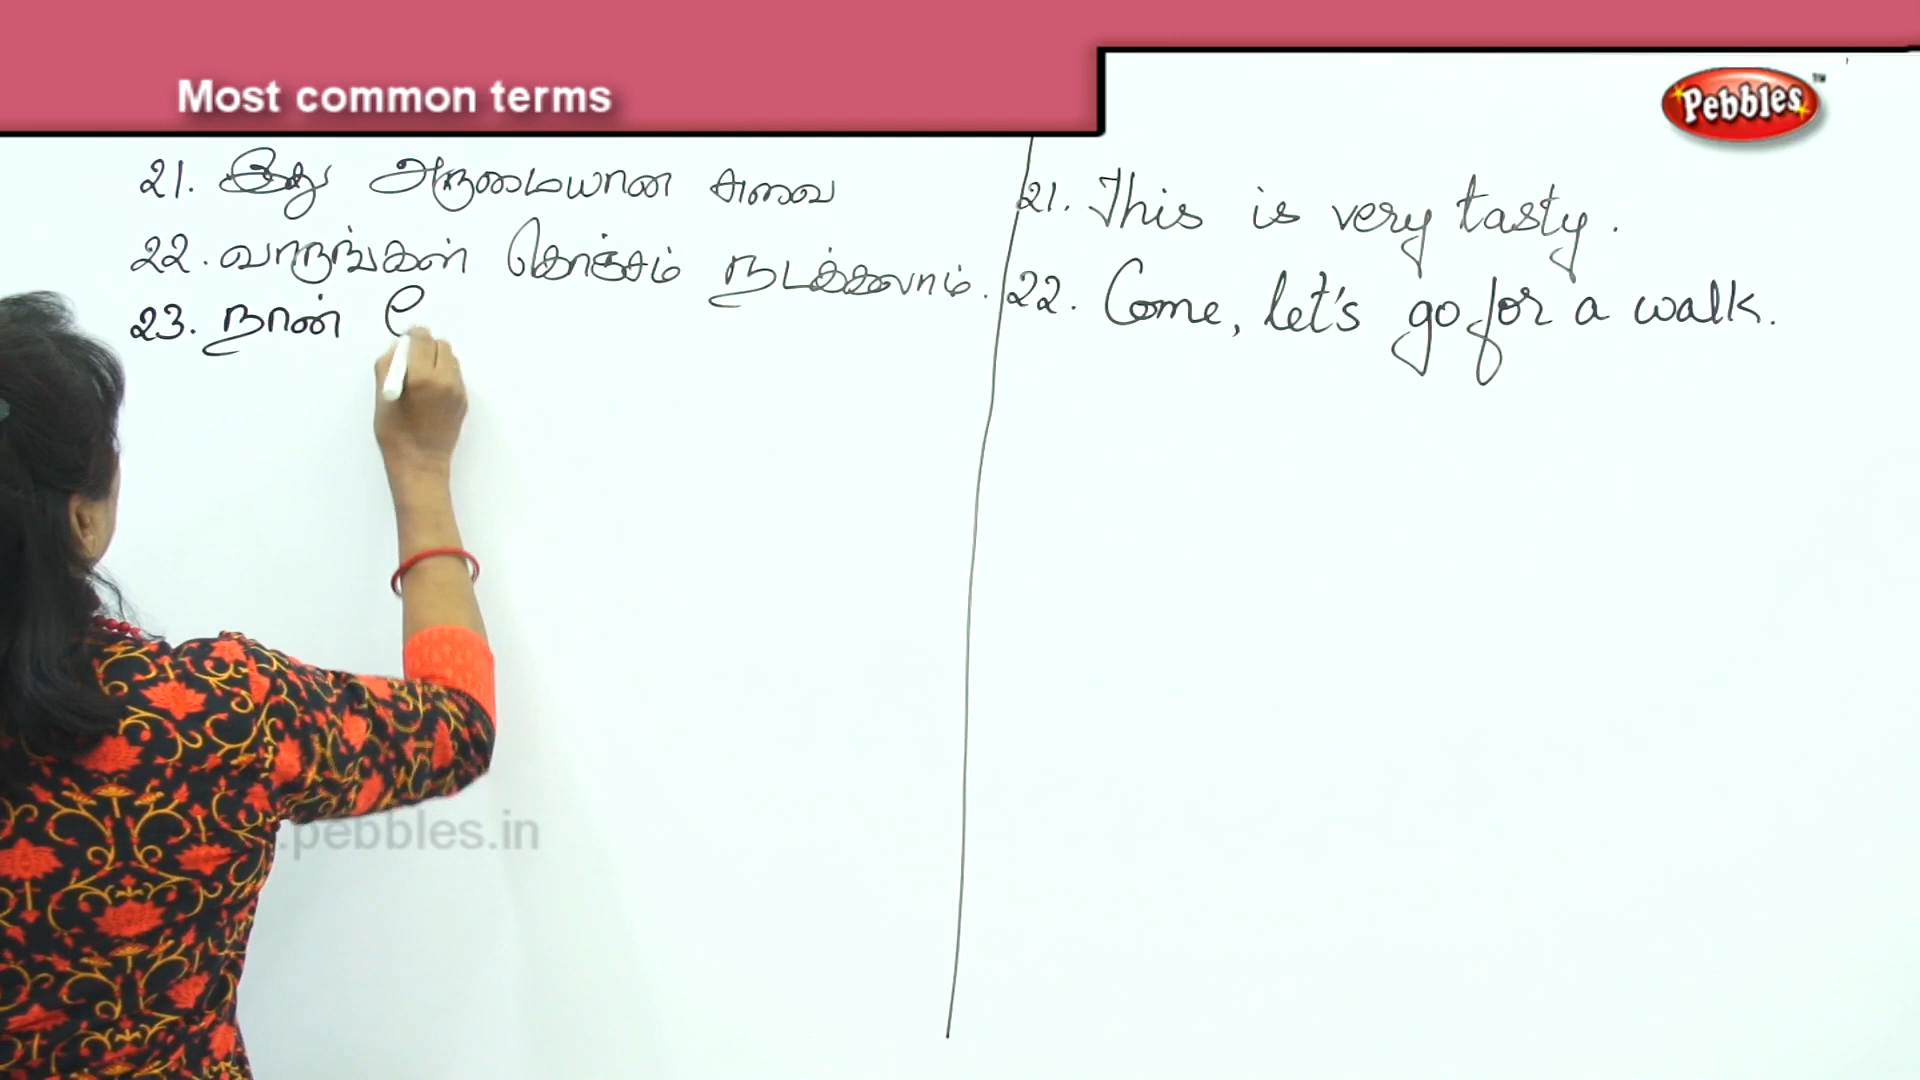 Most common terms
Pebbles™
21. இது அருமையான சுவை
22. வாருங்கள் கொஞ்சம் நடக்கலாம்.
23. நான்
21. This is very tasty.
22. Come, let's go for a walk.
.pebbles.in